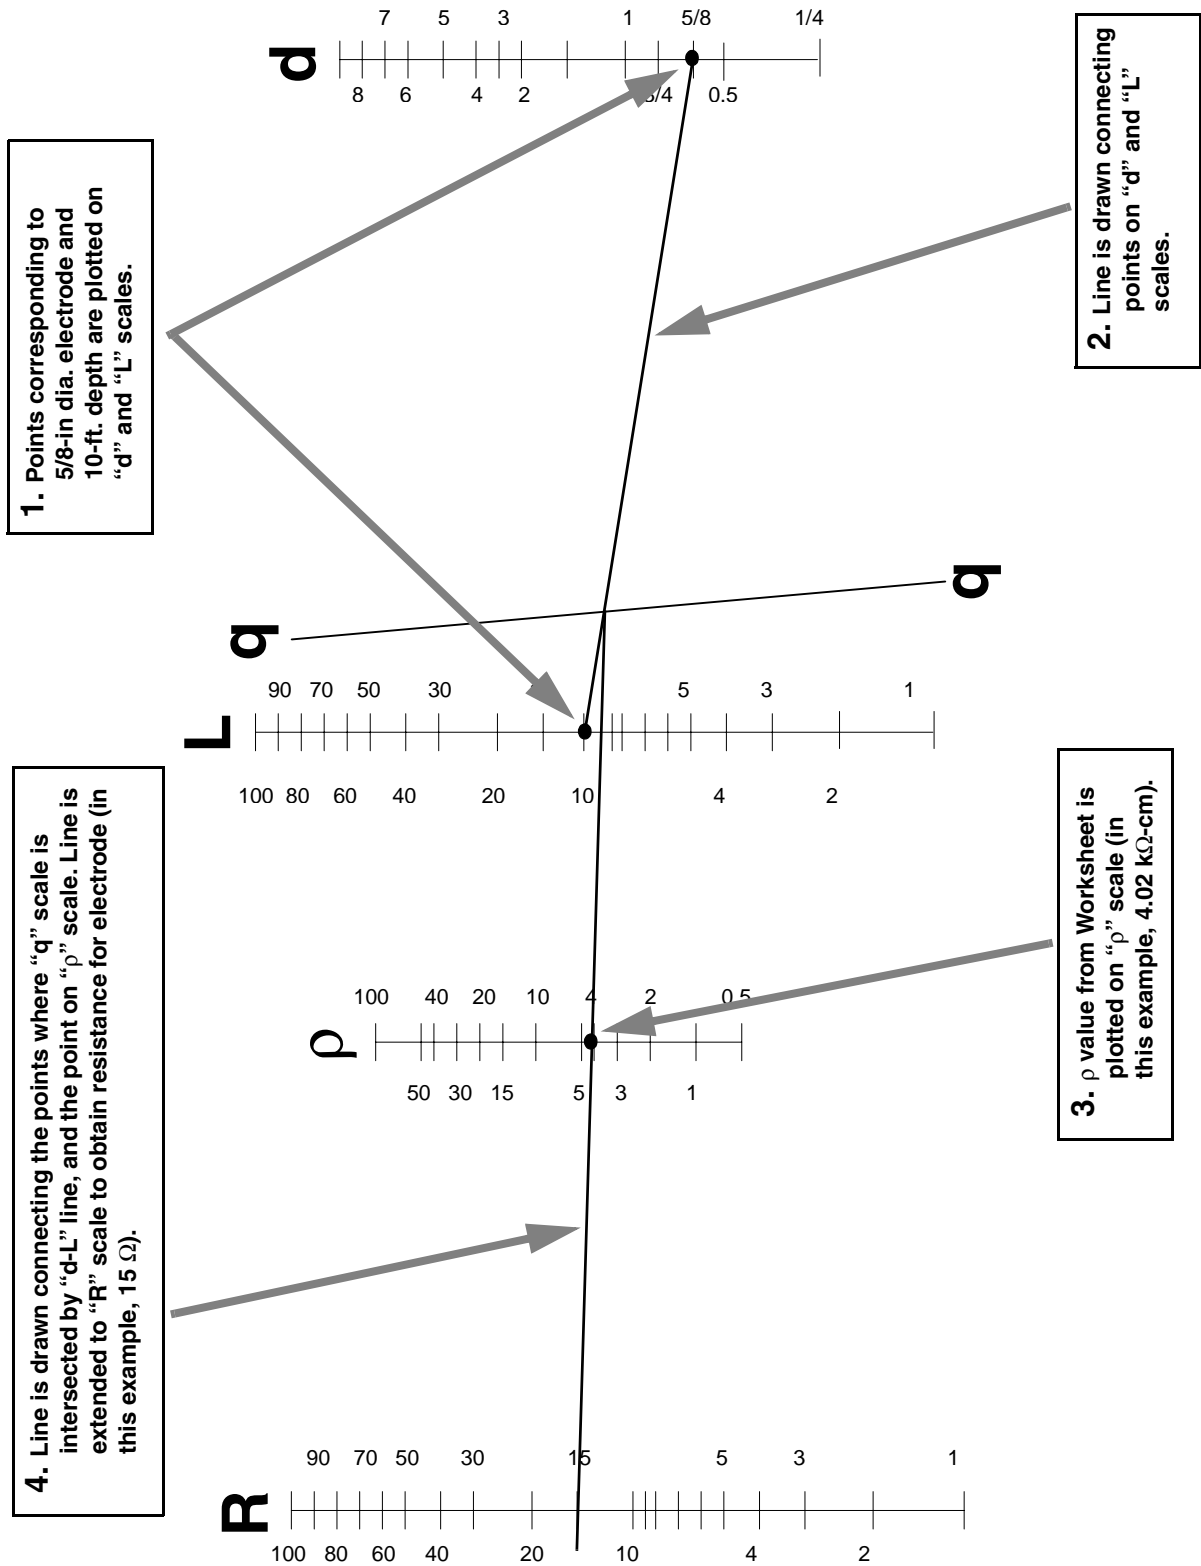 1. Points corresponding to
5/8-in dia. electrode and
10-ft. depth are plotted on
“d” and “L” scales.
2. Line is drawn connecting
points on “d” and “L”
scales.
3. ρ value from Worksheet is
plotted on “ρ” scale (in
this example, 4.02 kΩ-cm).
4. Line is drawn connecting the points where “q” scale is
intersected by “d-L” line, and the point on “ρ” scale. Line is
extended to “R” scale to obtain resistance for electrode (in
this example, 15 Ω).
d
7 5 3 1 5/8 1/4
8 6 4 2 3/4 0.5
q
q
L
90 70 50 30 5 3 1
100 80 60 40 20 10 4 2
ρ
100 40 20 10 4 2 0.5
50 30 15 5 3 1
R
90 70 50 30 15 5 3 1
100 80 60 40 20 10 4 2